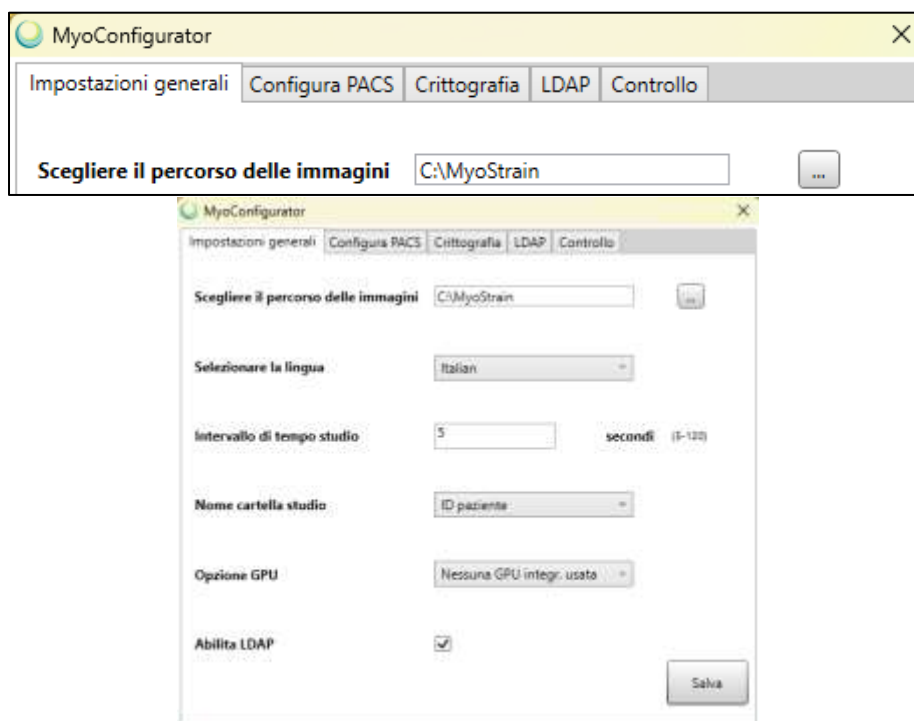 MyoConfigurator
Impostazioni generali Configura PACS Crittografia LDAP Controllo
Scegliere il percorso delle immagini C:\MyoStrain ...
MyoConfigurator
Impostazioni generali Configura PACS Crittografia LDAP Controllo
Scegliere il percorso delle immagini C:\MyoStrain ...
Selezionare la lingua Italian
Intervallo di tempo studio 5 secondi (5-120)
Nome cartella studio ID paziente
Opzione GPU Nessuna GPU integr. usata
Abilita LDAP
Salva